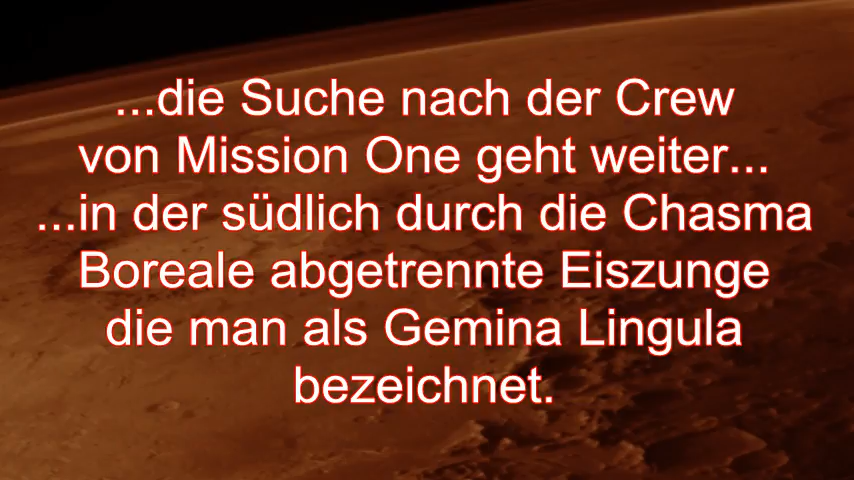 ...die Suche nach der Crew
von Mission One geht weiter...
...in der südlich durch die Chasma
Boreale abgetrennte Eiszunge
die man als Gemina Lingula
bezeichnet.